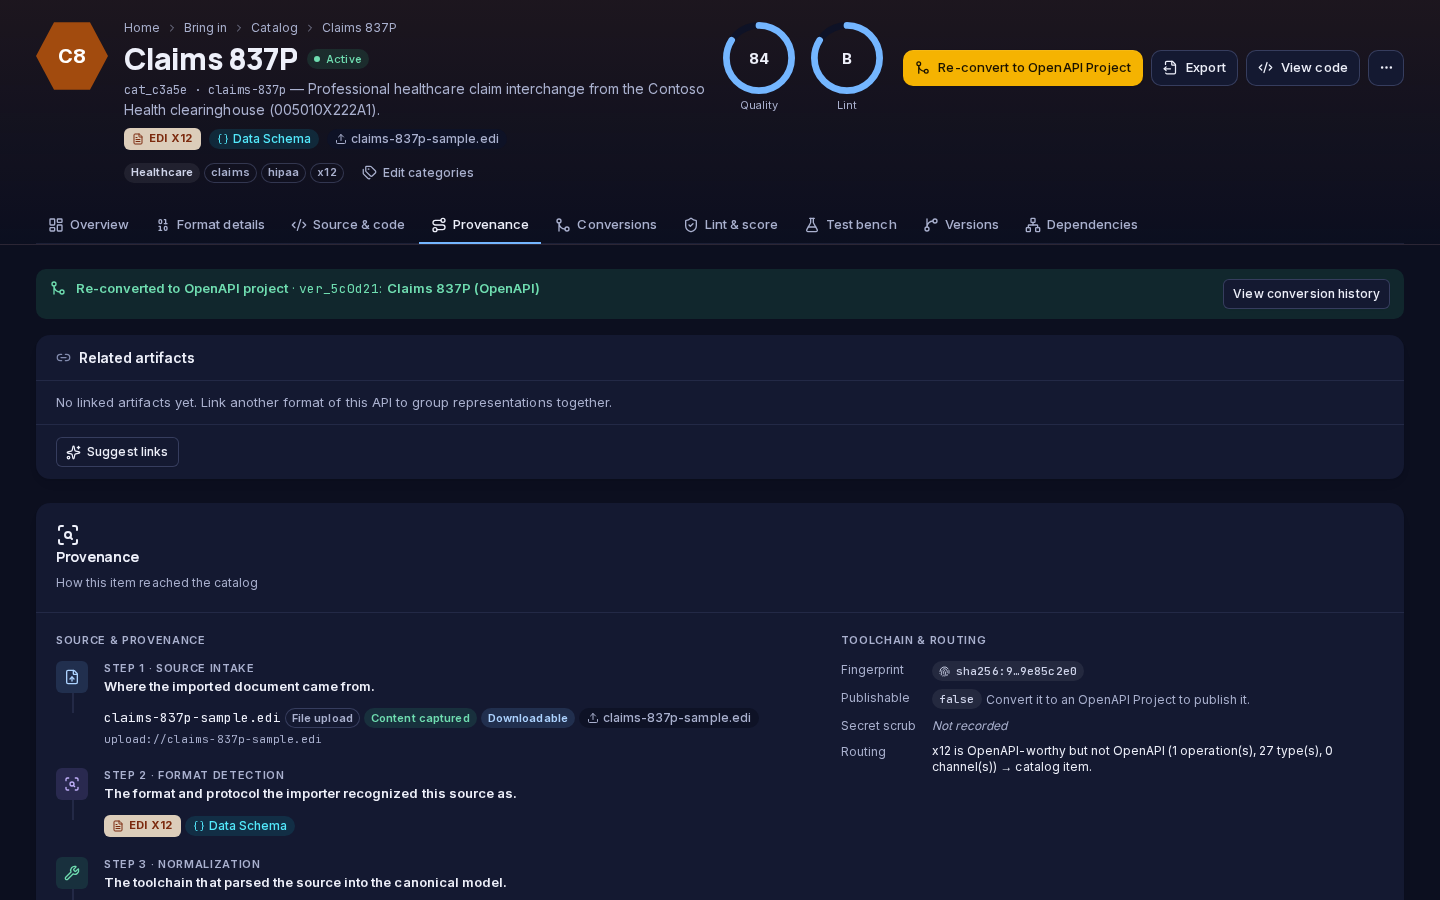 Home > Bring in > Catalog > Claims 837P
C8
Claims 837P
Active
cat_c3a5e · claims-837p — Professional healthcare claim interchange from the Contoso
Health clearinghouse (005010X222A1).
EDI X12 Data Schema claims-837p-sample.edi
Healthcare claims hipaa x12 Edit categories
84
Quality
B
Lint
Re-convert to OpenAPI Project
Export
View code
Overview
Format details
Source & code
Provenance
Conversions
Lint & score
Test bench
Versions
Dependencies
Re-converted to OpenAPI project · ver_5c0d21: Claims 837P (OpenAPI)
View conversion history
Related artifacts
No linked artifacts yet. Link another format of this API to group representations together.
Suggest links
Provenance
How this item reached the catalog
SOURCE & PROVENANCE
STEP 1 · SOURCE INTAKE
Where the imported document came from.
claims-837p-sample.edi File upload Content captured Downloadable claims-837p-sample.edi
upload://claims-837p-sample.edi
STEP 2 · FORMAT DETECTION
The format and protocol the importer recognized this source as.
EDI X12 Data Schema
STEP 3 · NORMALIZATION
The toolchain that parsed the source into the canonical model.
TOOLCHAIN & ROUTING
Fingerprint sha256:9…9e85c2e0
Publishable false Convert it to an OpenAPI Project to publish it.
Secret scrub Not recorded
Routing x12 is OpenAPI-worthy but not OpenAPI (1 operation(s), 27 type(s), 0
channel(s)) → catalog item.